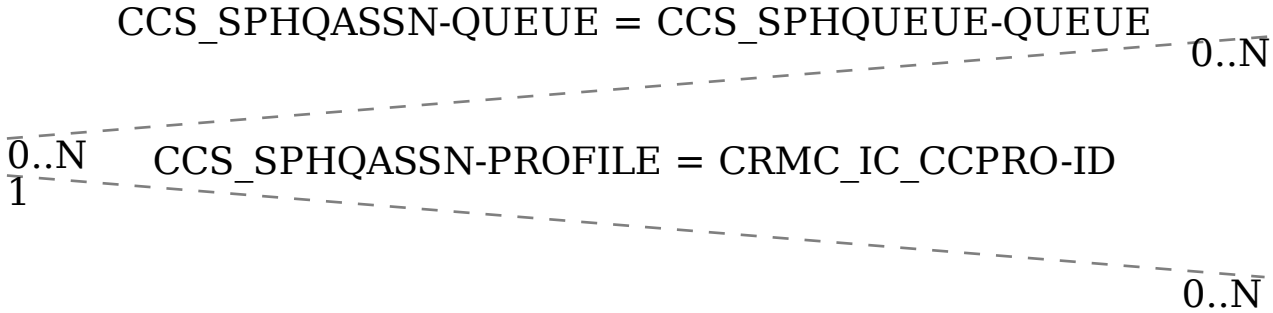 CCS_SPHQASSN-QUEUE = CCS_SPHQUEUE-QUEUE
0..N
0..N
CCS_SPHQASSN-PROFILE = CRMC_IC_CCPRO-ID
1
0..N